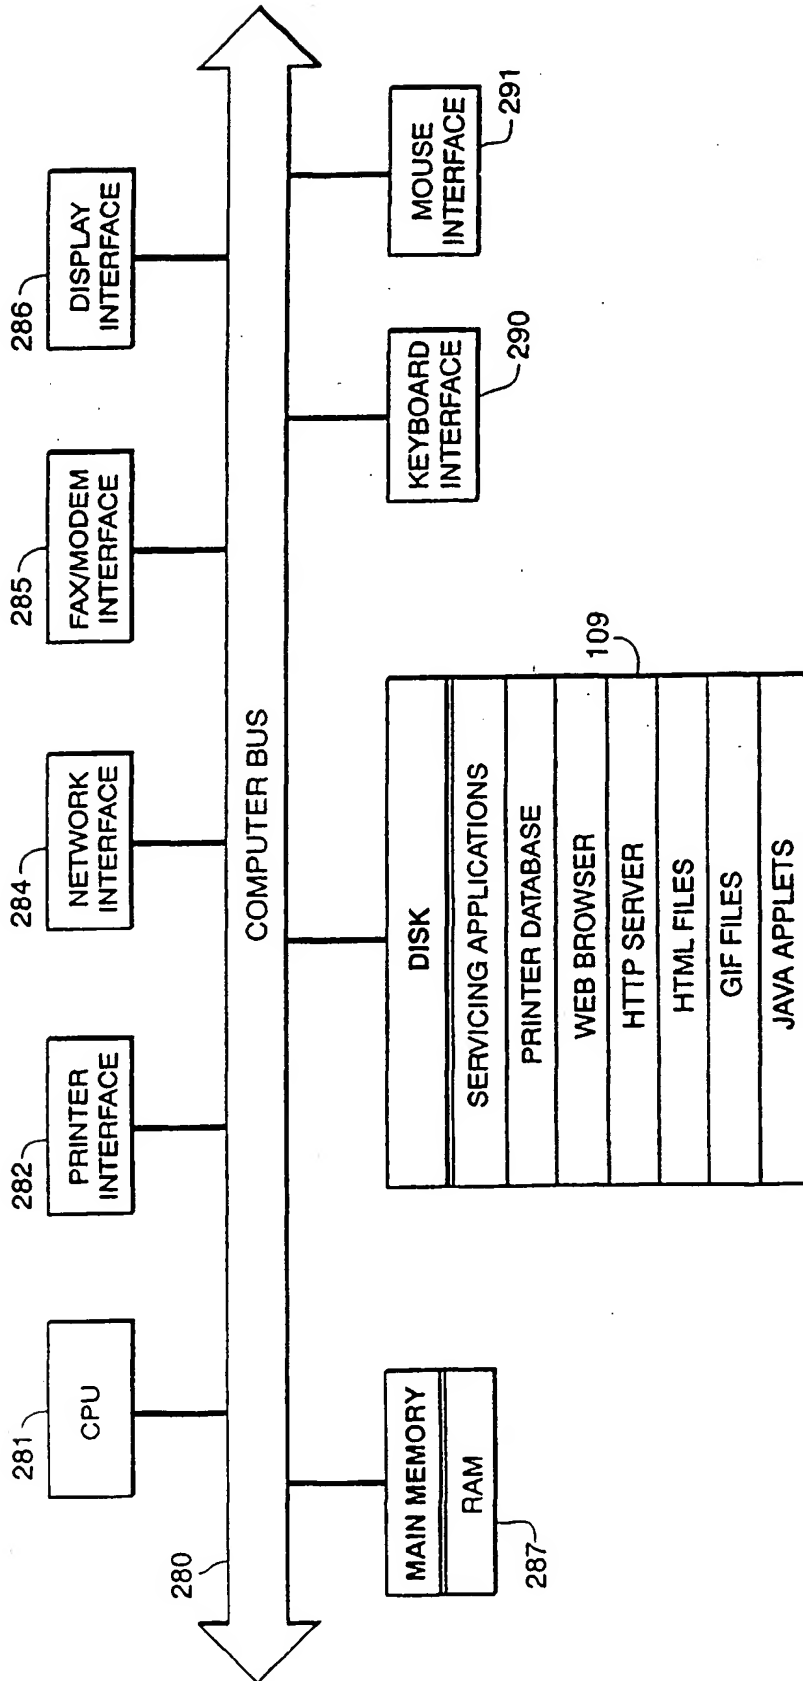 281
CPU
282
PRINTER
INTERFACE
284
NETWORK
INTERFACE
285
FAX/MODEM
INTERFACE
286
DISPLAY
INTERFACE
280
COMPUTER BUS
MAIN MEMORY
RAM
287
DISK
SERVICING APPLICATIONS
PRINTER DATABASE
WEB BROWSER
HTTP SERVER
HTML FILES
GIF FILES
JAVA APPLETS
109
KEYBOARD
INTERFACE
290
MOUSE
INTERFACE
291